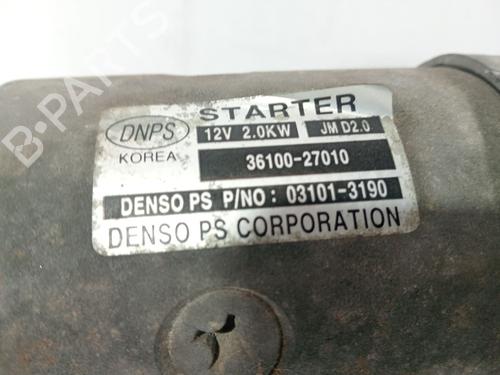 B-PARTS
STARTER
DNPS
12V 2.0KW JM D2.0
KOREA
36100-27010
DENSO PS P/NO: 03101-3190
DENSO PS CORPORATION